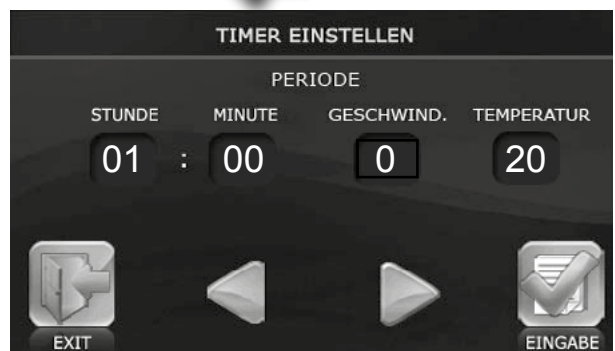 TIMER EINSTELLEN
PERIODE
STUNDE MINUTE GESCHWIND. TEMPERATUR
01 : 00 0 20
EXIT EINGABE